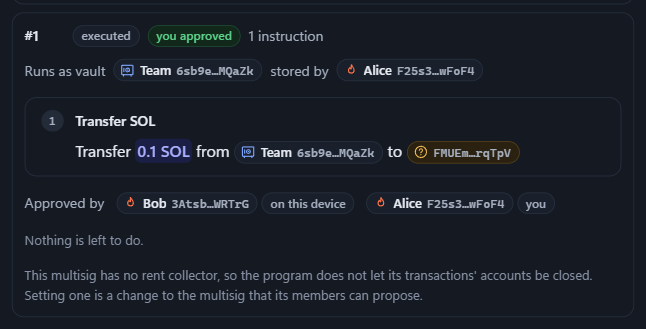 #1 executed you approved 1 instruction
Runs as vault Team 6sb9e…MQaZk stored by Alice F25s3…wFoF4
1 Transfer SOL
Transfer 0.1 SOL from Team 6sb9e…MQaZk to FMUEm…rqTpV
Approved by Bob 3Atsb…WRTrG on this device Alice F25s3…wFoF4 you
Nothing is left to do.
This multisig has no rent collector, so the program does not let its transactions' accounts be closed.
Setting one is a change to the multisig that its members can propose.